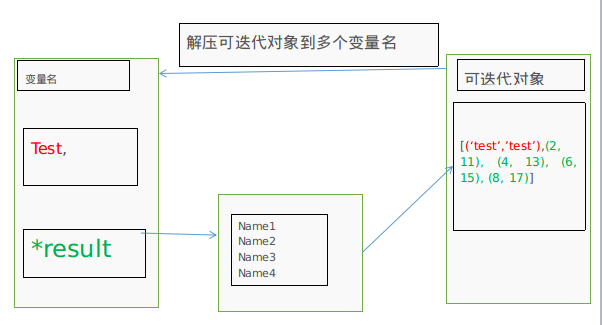 解压可迭代对象到多个变量名
变量名
Test,
*result
Name1
Name2
Name3
Name4
可迭代对象
[(‘test’,’test’),(2,
11), (4, 13), (6,
15), (8, 17)]